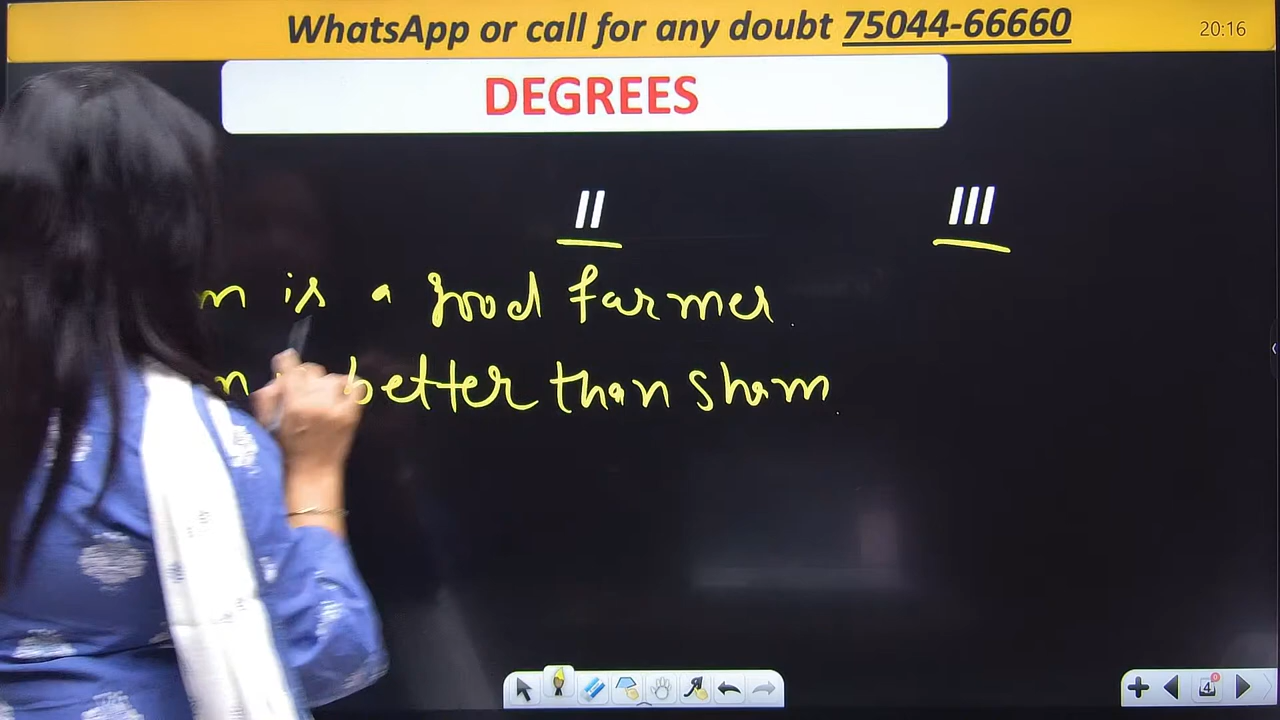 WhatsApp or call for any doubt 75044-66660
20:16
DEGREES
II III
is a good farmer.
better than Sham.
4